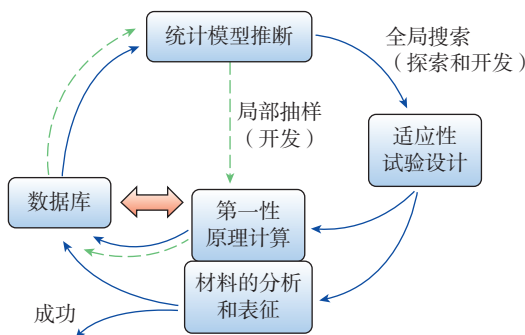 统计模型推断
全局搜索
（探索和开发）
局部抽样
（开发）
适应性
试验设计
数据库
第一性
原理计算
材料的分析
和表征
成功